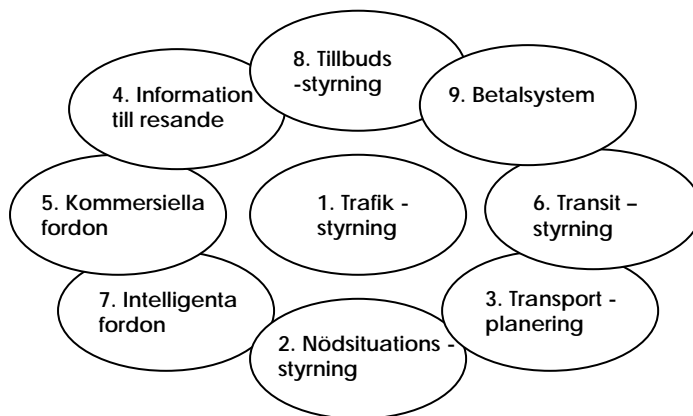 8. Tillbuds
-styrning
4. Information
till resande
9. Betalsystem
5. Kommersiella
fordon
1. Trafik -
styrning
6. Transit –
styrning
7. Intelligenta
fordon
3. Transport -
planering
2. Nödsituations -
styrning